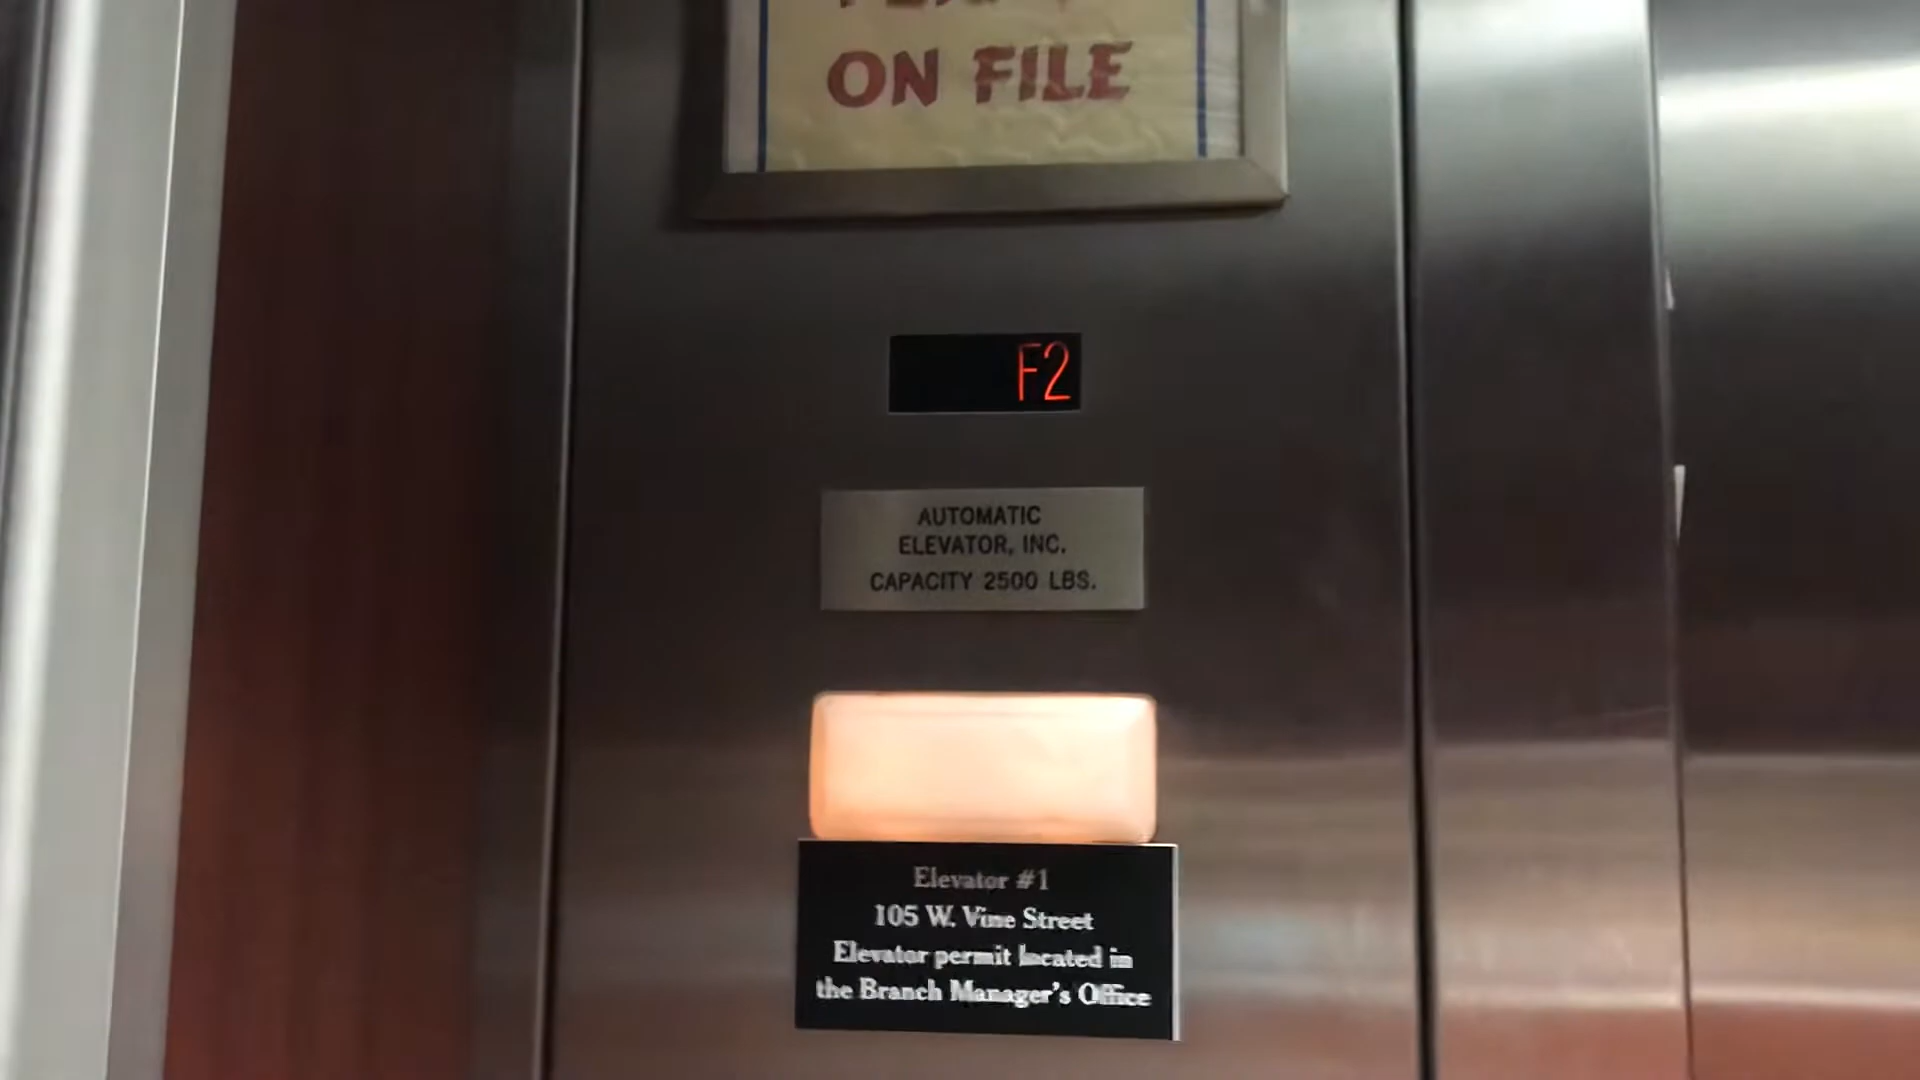 ON FILE
F2
AUTOMATIC
ELEVATOR, INC.
CAPACITY 2500 LBS.
Elevator #1
105 W. Vine Street
Elevator permit located in
the Branch Manager's Office